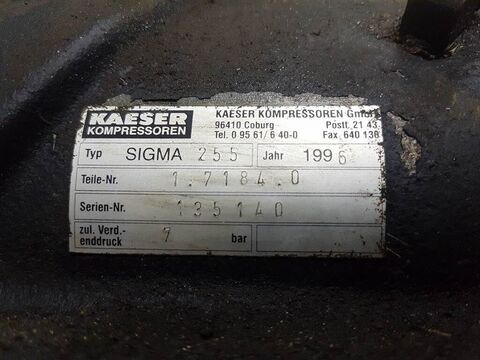 KAESER
KOMPRESSOREN
KAESER KOMPRESSOREN GmbH
96410 Coburg Postf. 21 43
Tel. 0 95 61/ 6 40-0 Fax. 640 130
Typ SIGMA 255 Jahr 1996
Teile-Nr. 1.7184.0
Serien-Nr. 135140
zul. Verd.-
enddruck 7 bar